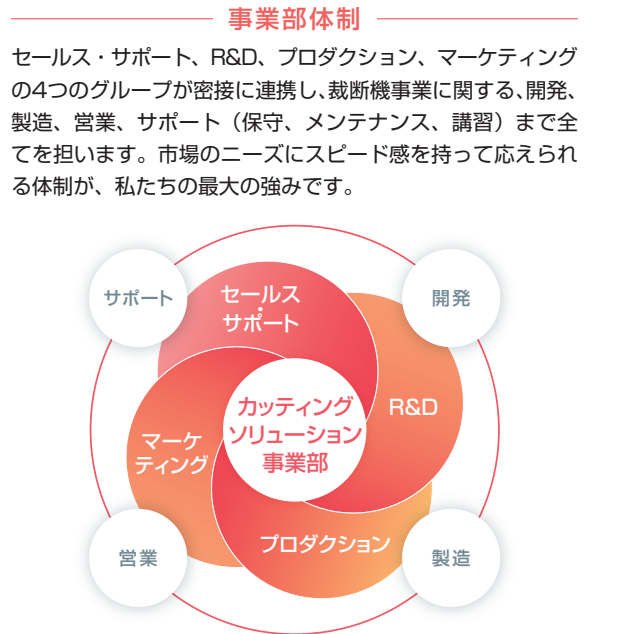 事業部体制
セールス・サポート、R&D、プロダクション、マーケティング
の4つのグループが密接に連携し、裁断機事業に関する、開発、
製造、営業、サポート（保守、メンテナンス、講習）まで全
てを担います。市場のニーズにスピード感を持って応えられ
る体制が、私たちの最大の強みです。
サポート
セールス
・
サポート
開発
カッティング
ソリューション
事業部
R&D
マーケ
ティング
プロダクション
営業
製造